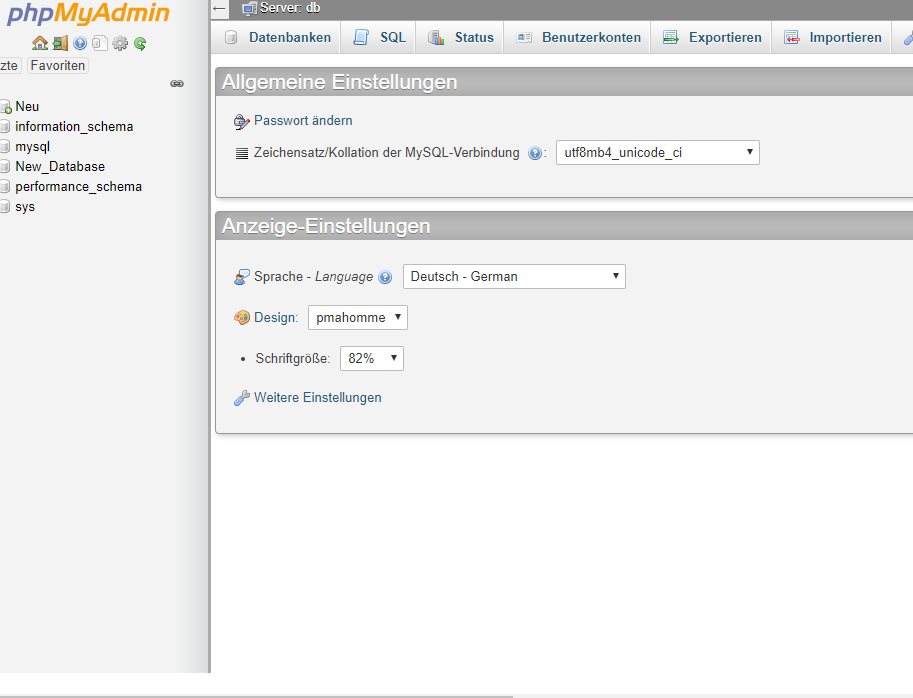 phpMyAdmin
zte Favoriten
Neu
information_schema
mysql
New_Database
performance_schema
sys
Server: db
Datenbanken SQL Status Benutzerkonten Exportieren Importieren
Allgemeine Einstellungen
Passwort ändern
Zeichensatz/Kollation der MySQL-Verbindung : utf8mb4_unicode_ci
Anzeige-Einstellungen
Sprache - Language Deutsch - German
Design: pmahomme
• Schriftgröße: 82%
Weitere Einstellungen